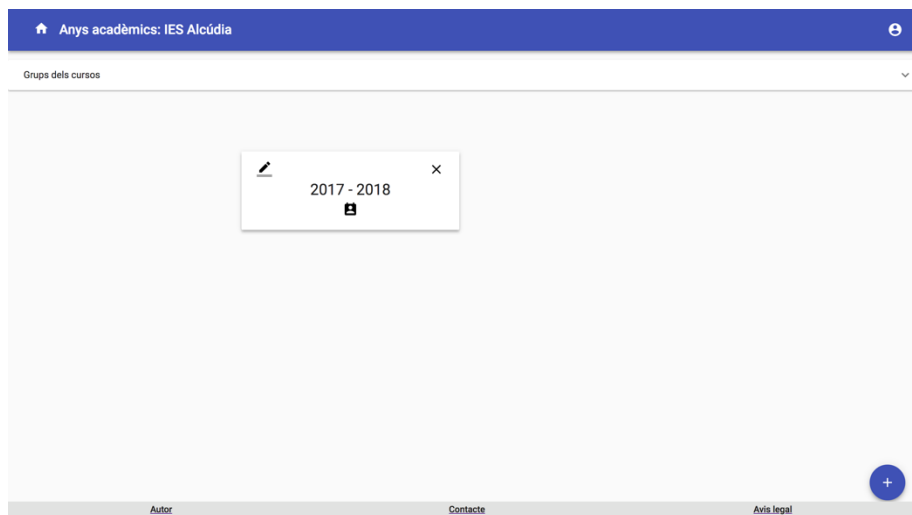 Anys acadèmics: IES Alcúdia
Grups dels cursos
2017 - 2018
Autor Contacte Avis legal